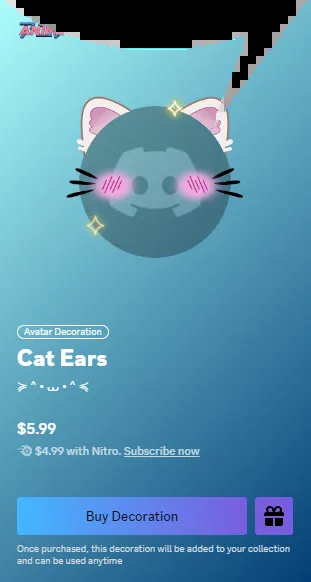 ANIME
Avatar Decoration
Cat Ears
⪰ ^ • ⩊ • ^ ⪯
$5.99
$4.99 with Nitro. Subscribe now
Buy Decoration
Once purchased, this decoration will be added to your collection
and can be used anytime